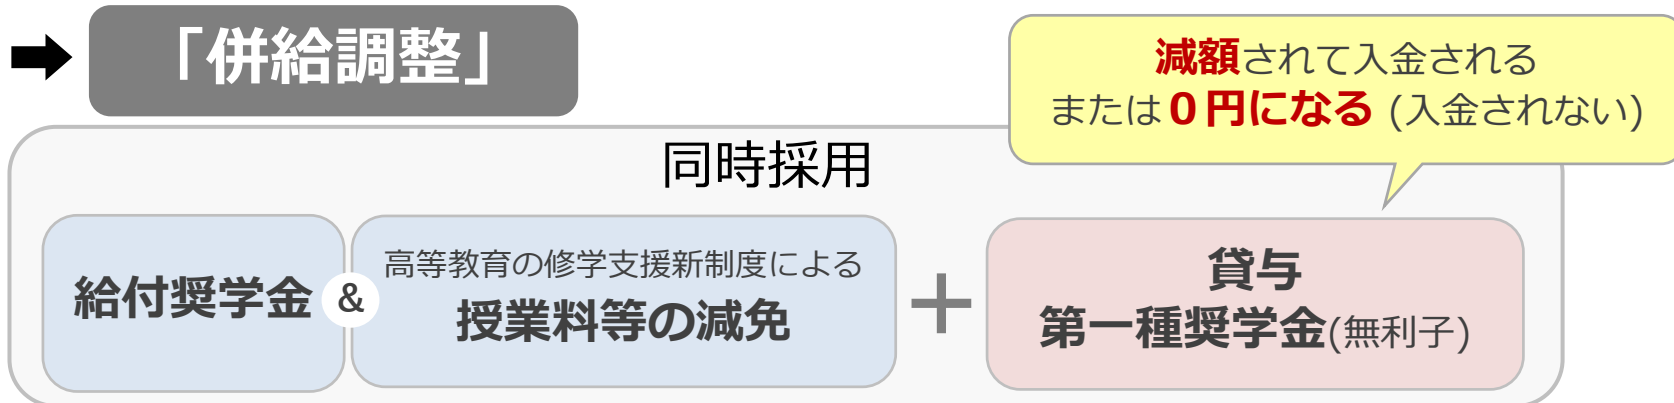 「併給調整」
減額されて入金される
または０円になる (入金されない)
同時採用
給付奨学金
&
高等教育の修学支援新制度による
授業料等の減免
＋
貸与
第一種奨学金(無利子)